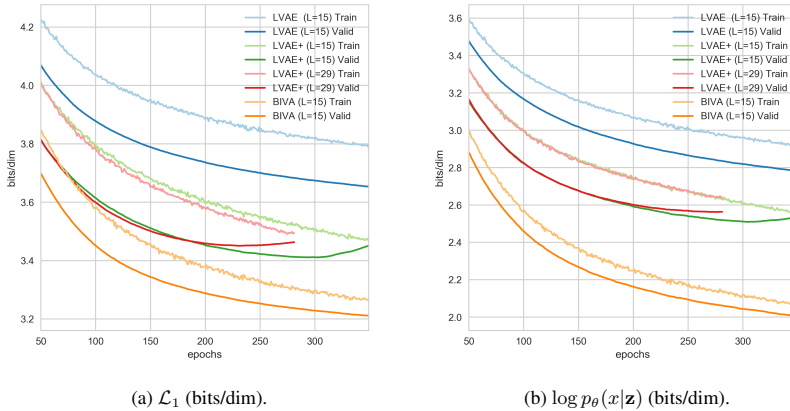 LVAE (L=15) Train
LVAE (L=15) Valid
LVAE+ (L=15) Train
LVAE+ (L=15) Valid
LVAE+ (L=29) Train
LVAE+ (L=29) Valid
BIVA (L=15) Train
BIVA (L=15) Valid
4.2
4.0
3.8
3.6
3.4
3.2
bits/dim
50 100 150 200 250 300
epochs
(a) ℒ₁ (bits/dim).
LVAE (L=15) Train
LVAE (L=15) Valid
LVAE+ (L=15) Train
LVAE+ (L=15) Valid
LVAE+ (L=29) Train
LVAE+ (L=29) Valid
BIVA (L=15) Train
BIVA (L=15) Valid
3.6
3.4
3.2
3.0
2.8
2.6
2.4
2.2
2.0
bits/dim
50 100 150 200 250 300
epochs
(b) log p_θ(x|z) (bits/dim).